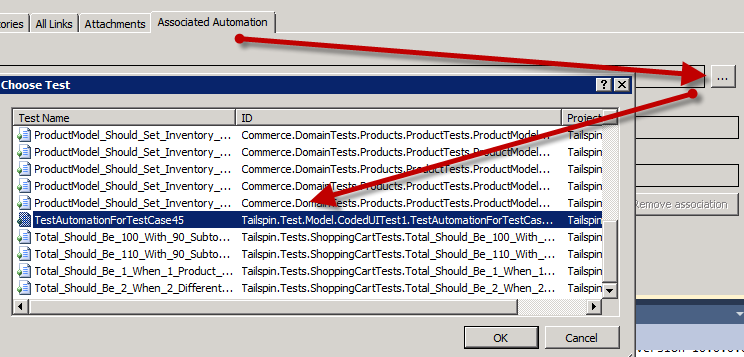 ories All Links Attachments Associated Automation
...
Choose Test
Test Name ID Project
ProductModel_Should_Set_Inventory_... Commerce.DomainTests.Products.ProductTests.ProductModel... Tailspin
ProductModel_Should_Set_Inventory_... Commerce.DomainTests.Products.ProductTests.ProductModel... Tailspin
ProductModel_Should_Set_Inventory_... Commerce.DomainTests.Products.ProductTests.ProductModel... Tailspin
ProductModel_Should_Set_Inventory_... Commerce.DomainTests.Products.ProductTests.ProductModel... Tailspin
ProductModel_Should_Set_Inventory_... Commerce.DomainTests.Products.ProductTests.ProductModel... Tailspin
TestAutomationForTestCase45 Tailspin.Test.Model.CodedUITest1.TestAutomationForTestCas... Tailspin
Remove association
Total_Should_Be_100_With_90_Subto... Tailspin.Tests.ShoppingCartTests.Total_Should_Be_100_With_... Tailspin
Total_Should_Be_110_With_90_Subto... Tailspin.Tests.ShoppingCartTests.Total_Should_Be_110_With_... Tailspin
Total_Should_Be_1_When_1_Product_... Tailspin.Tests.ShoppingCartTests.Total_Should_Be_1_When_1... Tailspin
Total_Should_Be_2_When_2_Different... Tailspin.Tests.ShoppingCartTests.Total_Should_Be_2_When_2... Tailspin
OK Cancel